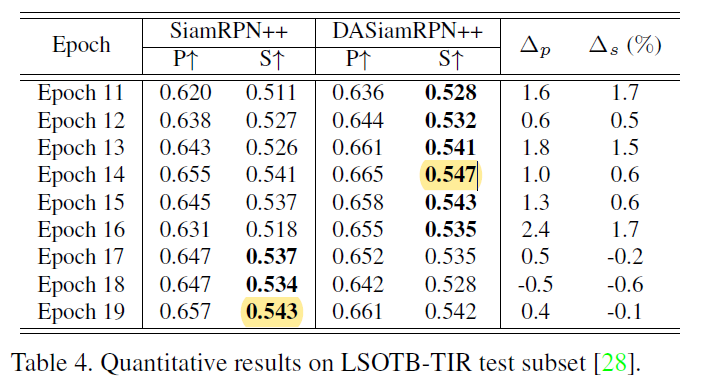 Epoch SiamRPN++ DASiamRPN++ Δp Δs (%)
P↑ S↑ P↑ S↑
Epoch 11 0.620 0.511 0.636 0.528 1.6 1.7
Epoch 12 0.638 0.527 0.644 0.532 0.6 0.5
Epoch 13 0.643 0.526 0.661 0.541 1.8 1.5
Epoch 14 0.655 0.541 0.665 0.547 1.0 0.6
Epoch 15 0.645 0.537 0.658 0.543 1.3 0.6
Epoch 16 0.631 0.518 0.655 0.535 2.4 1.7
Epoch 17 0.647 0.537 0.652 0.535 0.5 -0.2
Epoch 18 0.647 0.534 0.642 0.528 -0.5 -0.6
Epoch 19 0.657 0.543 0.661 0.542 0.4 -0.1
Table 4. Quantitative results on LSOTB-TIR test subset [28].